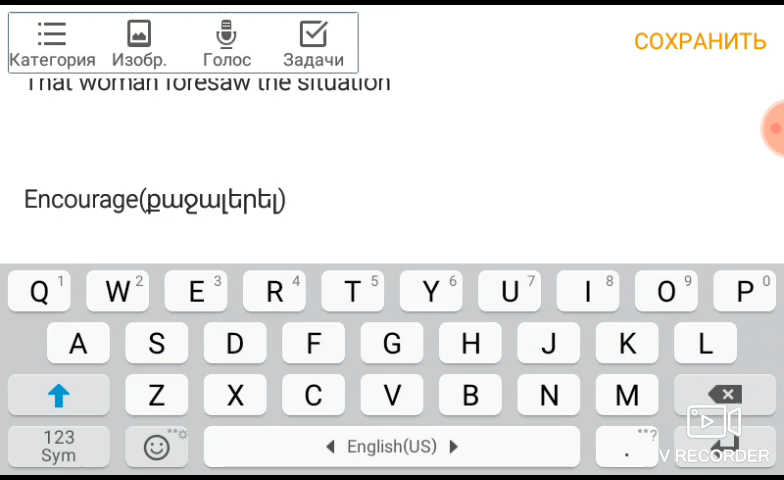 СОХРАНИТЬ
Категория Изобр. Голос Задачи
That woman foresaw the situation
Encourage(քաջալերել)
Q 1 W 2 E 3 R 4 T 5 Y 6 U 7 I 8 O 9 P 0
A S D F G H J K L
Z X C V B N M
123 Sym English(US) . ?
V RECORDER